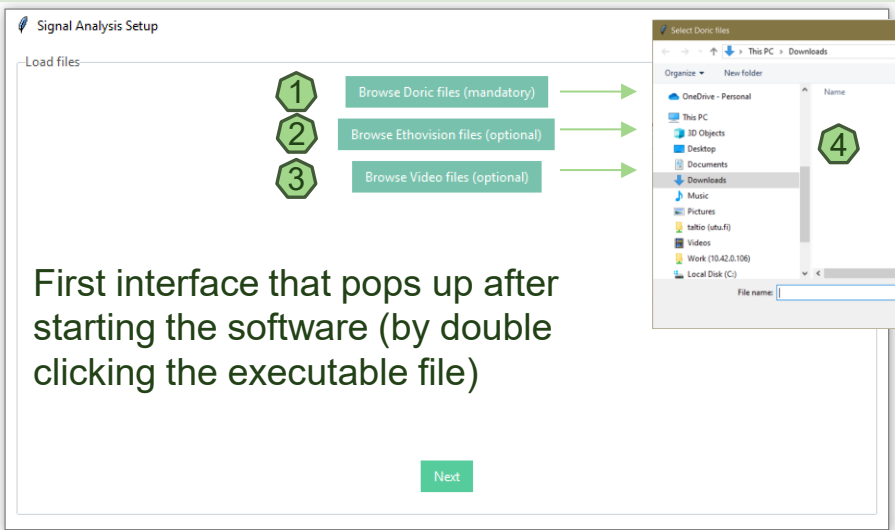 Signal Analysis Setup
Load files
1
Browse Doric files (mandatory)
2
Browse Ethovision files (optional)
3
Browse Video files (optional)
First interface that pops up after
starting the software (by double
clicking the executable file)
Next
Select Doric files
This PC > Downloads
Organize
New folder
Name
OneDrive - Personal
This PC
3D Objects
Desktop
Documents
Downloads
Music
Pictures
taltio (utu.fi)
Videos
Work (10.42.0.106)
Local Disk (C:)
4
File name: